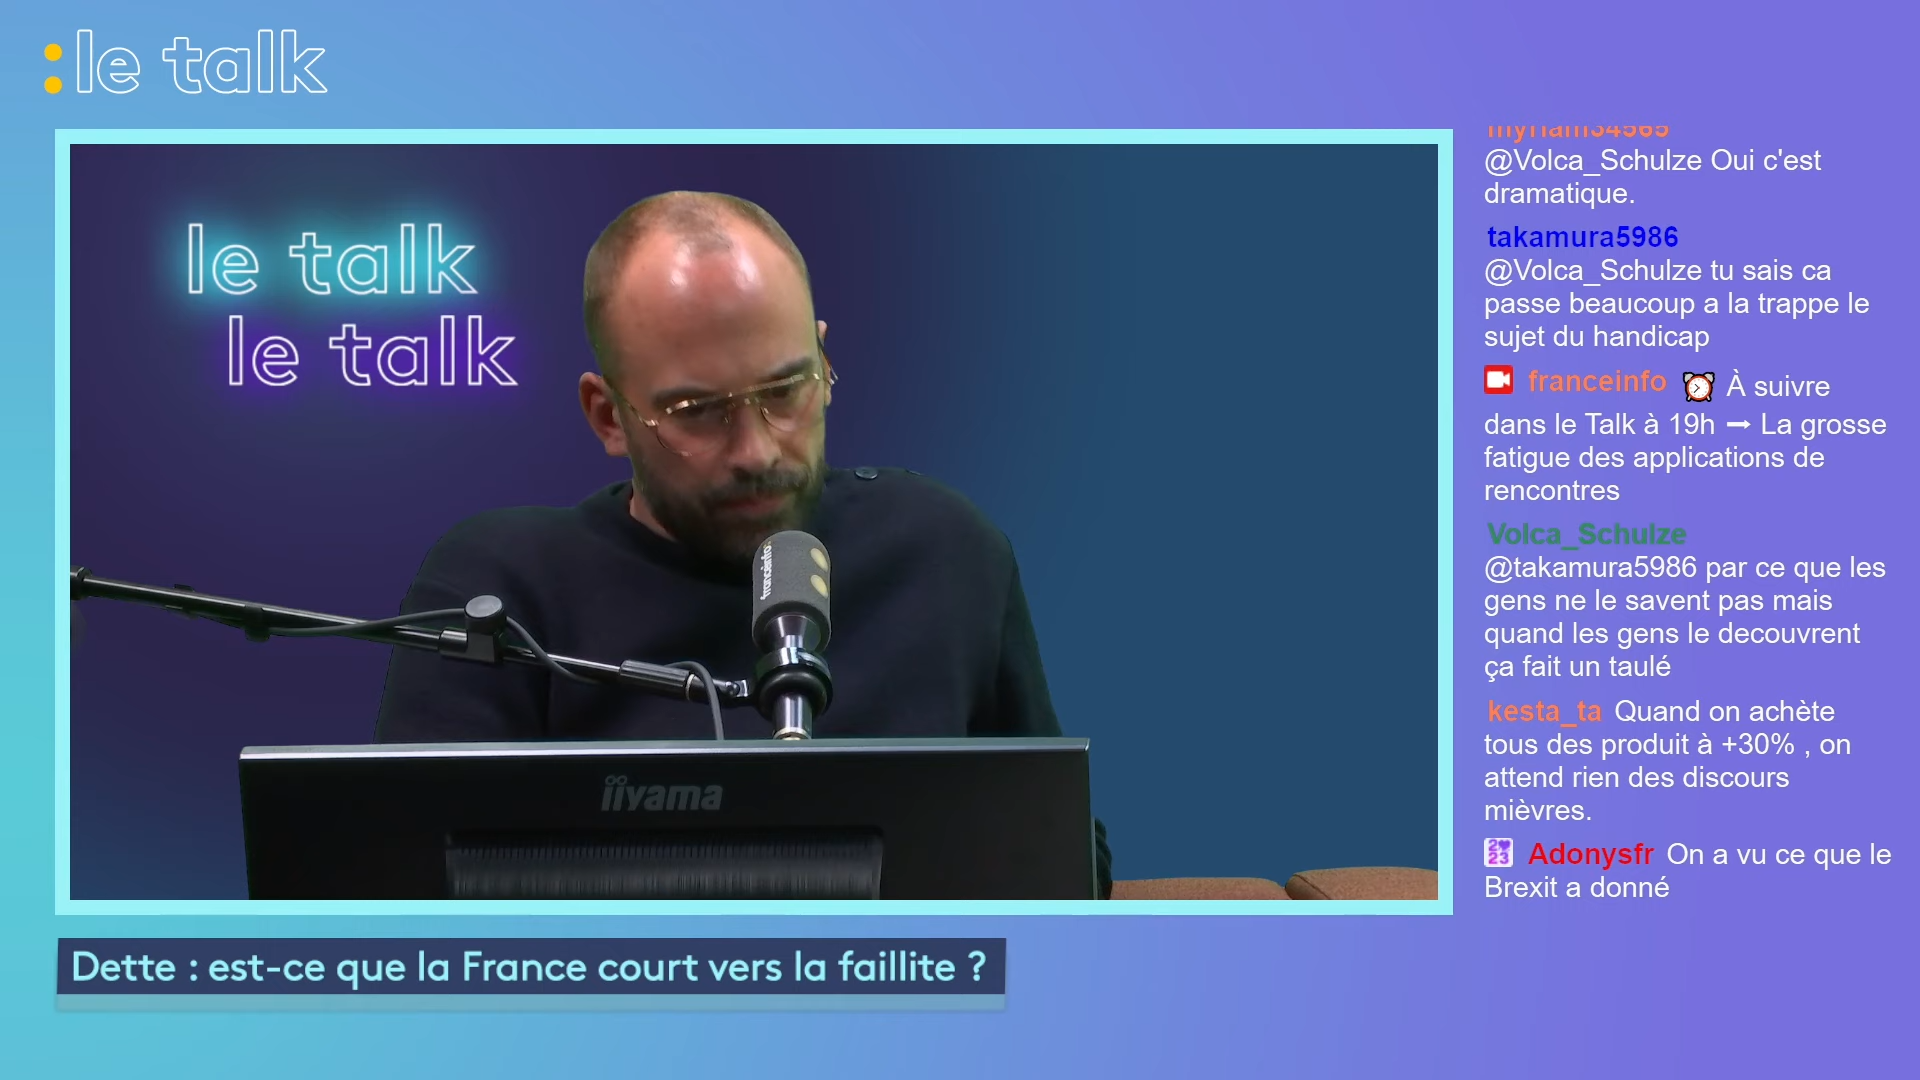 :le talk
le talk
le talk
franceinfo:
iiyama
Dette : est-ce que la France court vers la faillite ?
myriam34565
@Volca_Schulze Oui c'est
dramatique.
takamura5986
@Volca_Schulze tu sais ca
passe beaucoup a la trappe le
sujet du handicap
franceinfo ⏰ À suivre
dans le Talk à 19h ➞ La grosse
fatigue des applications de
rencontres
Volca_Schulze
@takamura5986 par ce que les
gens ne le savent pas mais
quand les gens le decouvrent
ça fait un taulé
kesta_ta Quand on achète
tous des produit à +30% , on
attend rien des discours
mièvres.
2023 Adonysfr On a vu ce que le
Brexit a donné